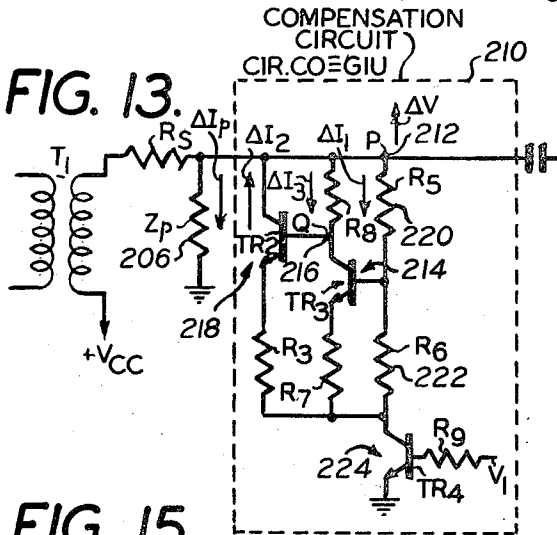 COMPENSATION
CIRCUIT
CIR.CO≡GIU
210
FIG. 13.
ΔV
ΔIp
ΔI2
ΔI1
P
212
T1
RS
R5
ΔI3
220
Zp
206
Q
R8
TR2
216
214
TR3
218
R3
R7
R6
222
+VCC
R9
224
V1
TR4
FIG. 15